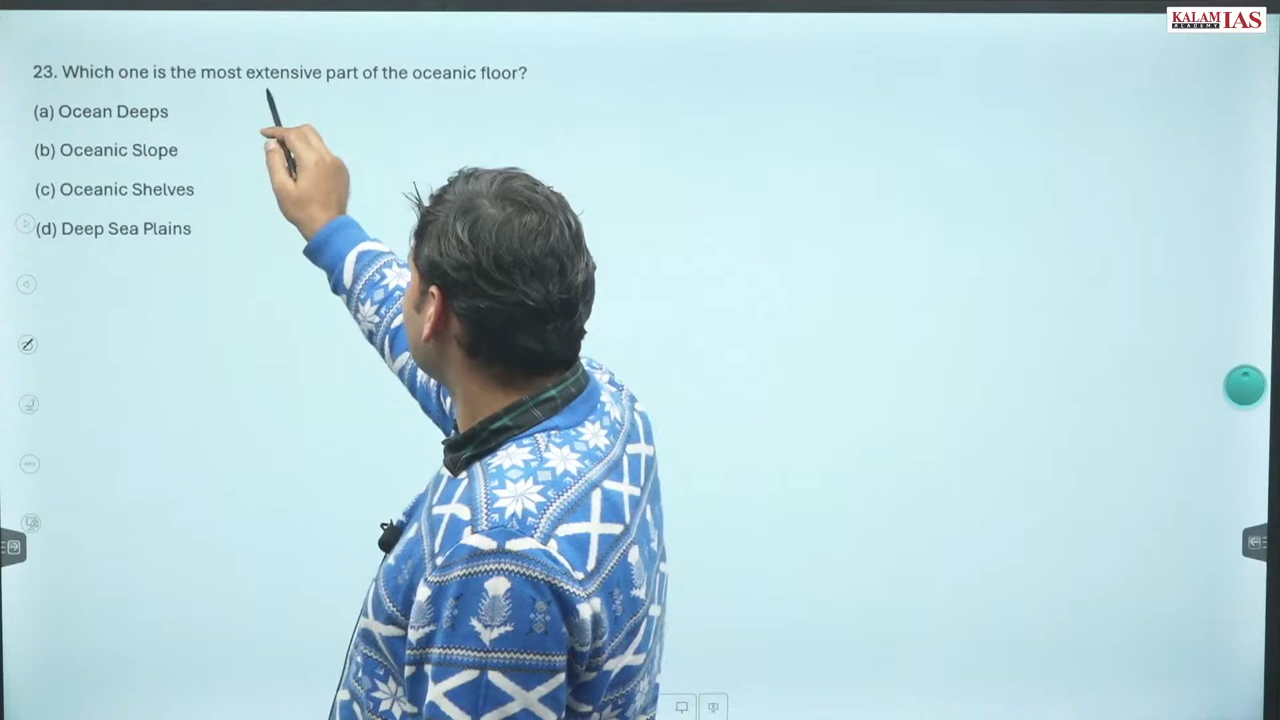 KALAM IAS
ACADEMY
23. Which one is the most extensive part of the oceanic floor?
(a) Ocean Deeps
(b) Oceanic Slope
(c) Oceanic Shelves
(d) Deep Sea Plains